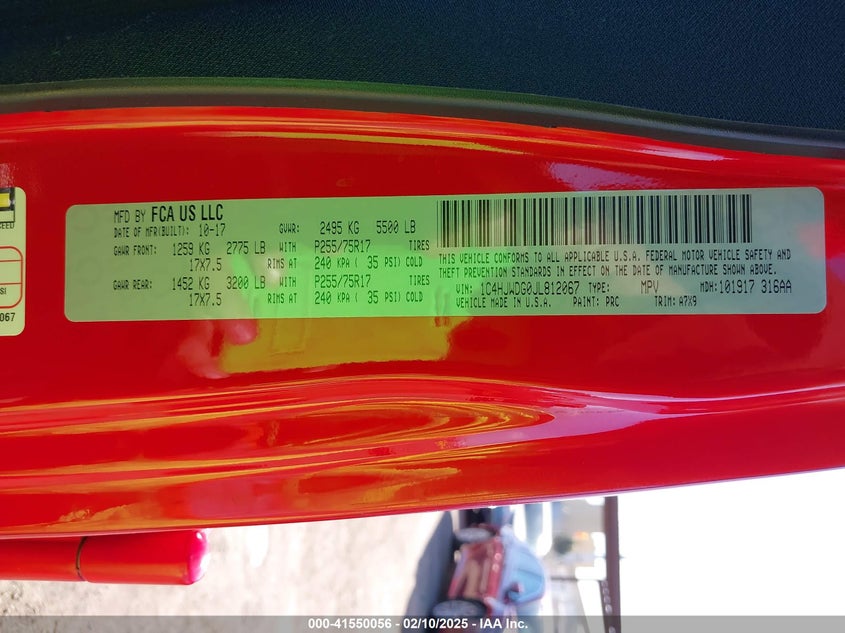 CEED
SI
067
MFD BY FCA US LLC
DATE OF MFR(BUILT): 10-17 GVWR: 2495 KG 5500 LB
GAWR FRONT: 1259 KG 2775 LB WITH P255/75R17 TIRES
17X7.5 RIMS AT 240 KPA ( 35 PSI) COLD
GAWR REAR: 1452 KG 3200 LB WITH P255/75R17 TIRES
17X7.5 RIMS AT 240 KPA ( 35 PSI) COLD
THIS VEHICLE CONFORMS TO ALL APPLICABLE U.S.A. FEDERAL MOTOR VEHICLE SAFETY AND
THEFT PREVENTION STANDARDS IN EFFECT ON THE DATE OF MANUFACTURE SHOWN ABOVE.
VIN: 1C4HJWDG0JL812067 TYPE: MPV MDH: 101917 316AA
VEHICLE MADE IN U.S.A. PAINT: PRC TRIM: A7X9
000-41550056 - 02/10/2025 - IAA Inc.